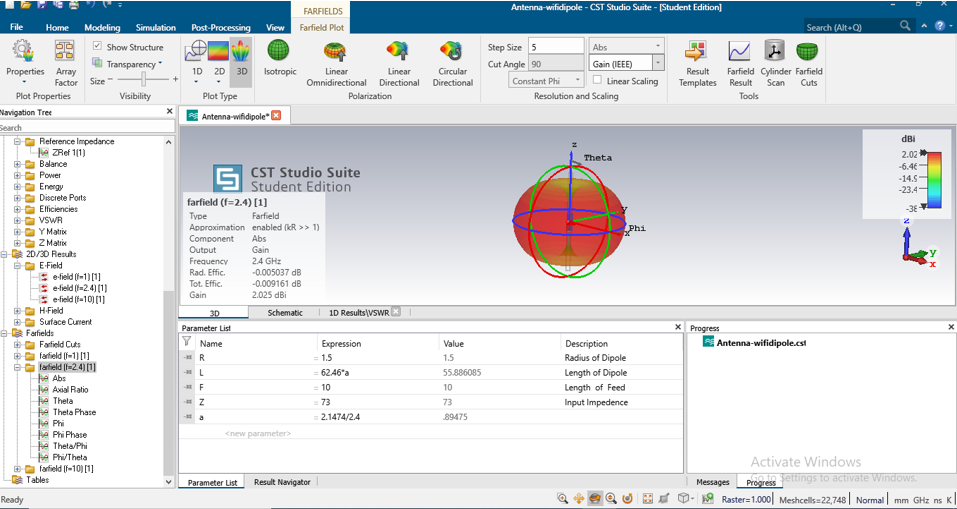 FARFIELDS
Antenna-wifidipole - CST Studio Suite - [Student Edition]
File Home Modeling Simulation Post-Processing View Farfield Plot
Search (Alt+Q)
Properties
Array
Factor
Show Structure
Transparency
Size - +
1D 2D 3D
Isotropic
Linear
Omnidirectional
Linear
Directional
Circular
Directional
Step Size 5
Cut Angle 90
Constant Phi
Abs
Gain (IEEE)
Linear Scaling
Result
Templates
Farfield
Result
Cylinder
Scan
Farfield
Cuts
Plot Properties Visibility Plot Type Polarization Resolution and Scaling Tools
Navigation Tree
Search
Reference Impedance
ZRef 1(1)
Balance
Power
Energy
Discrete Ports
Efficiencies
VSWR
Y Matrix
Z Matrix
2D/3D Results
E-Field
e-field (f=1) [1]
e-field (f=2.4) [1]
e-field (f=10) [1]
H-Field
Surface Current
Farfields
Farfield Cuts
farfield (f=1) [1]
farfield (f=2.4) [1]
Abs
Axial Ratio
Theta
Theta Phase
Phi
Phi Phase
Theta/Phi
Phi/Theta
farfield (f=10) [1]
Tables
Antenna-wifidipole*
CST Studio Suite
Student Edition
farfield (f=2.4) [1]
Type Farfield
Approximation enabled (kR >> 1)
Component Abs
Output Gain
Frequency 2.4 GHz
Rad. Effic. -0.005037 dB
Tot. Effic. -0.009161 dB
Gain 2.025 dBi
z
Theta
y
x Phi
dBi
2.02
-6.46
-14.5
-23.4
-38
z
y
x
3D Schematic 1D Results\VSWR
Parameter List
Name Expression Value Description
R = 1.5 1.5 Radius of Dipole
L = 62.46*a 55.886085 Length of Dipole
F = 10 10 Length of Feed
Z = 73 73 Input Impedence
a = 2.1474/2.4 .89475
<new parameter>
Parameter List Result Navigator
Progress
Antenna-wifidipole.cst
Activate Windows
Go to Settings to activate Windows.
Messages Progress
Ready
Raster=1.000 Meshcells=22,748 Normal mm GHz ns K